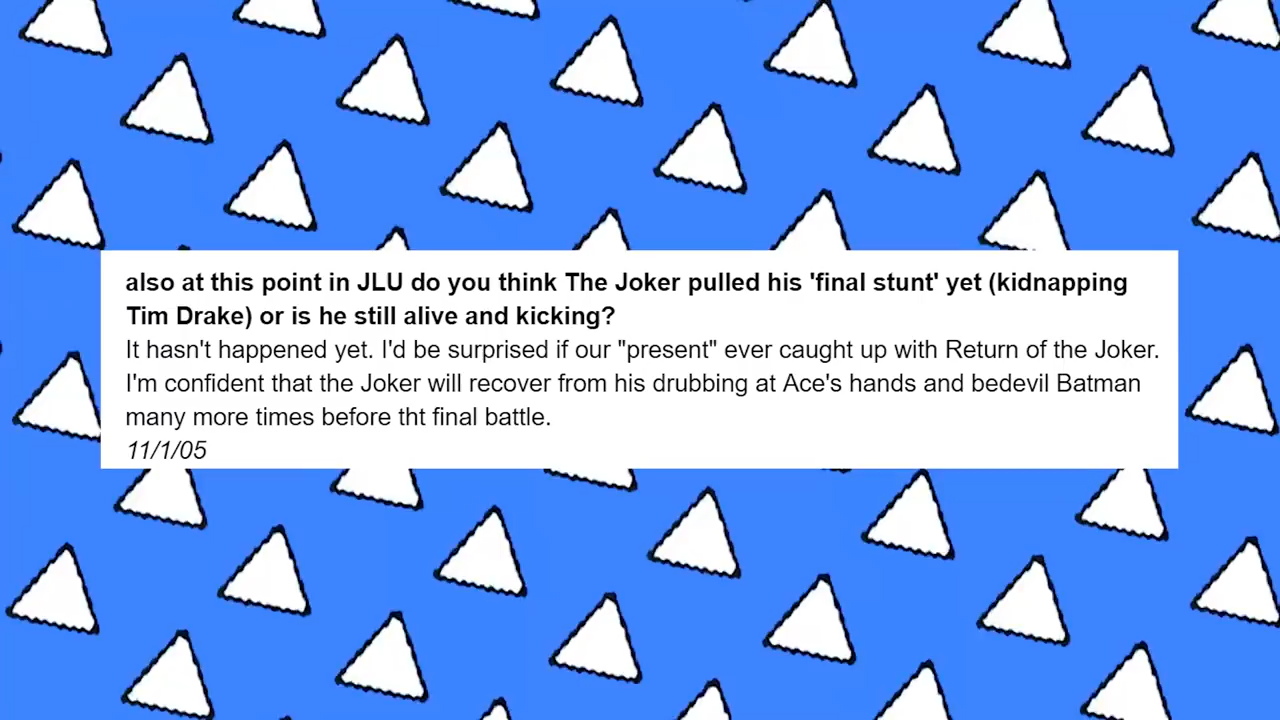 also at this point in JLU do you think The Joker pulled his 'final stunt' yet (kidnapping
Tim Drake) or is he still alive and kicking?
It hasn't happened yet. I'd be surprised if our "present" ever caught up with Return of the Joker.
I'm confident that the Joker will recover from his drubbing at Ace's hands and bedevil Batman
many more times before tht final battle.
11/1/05